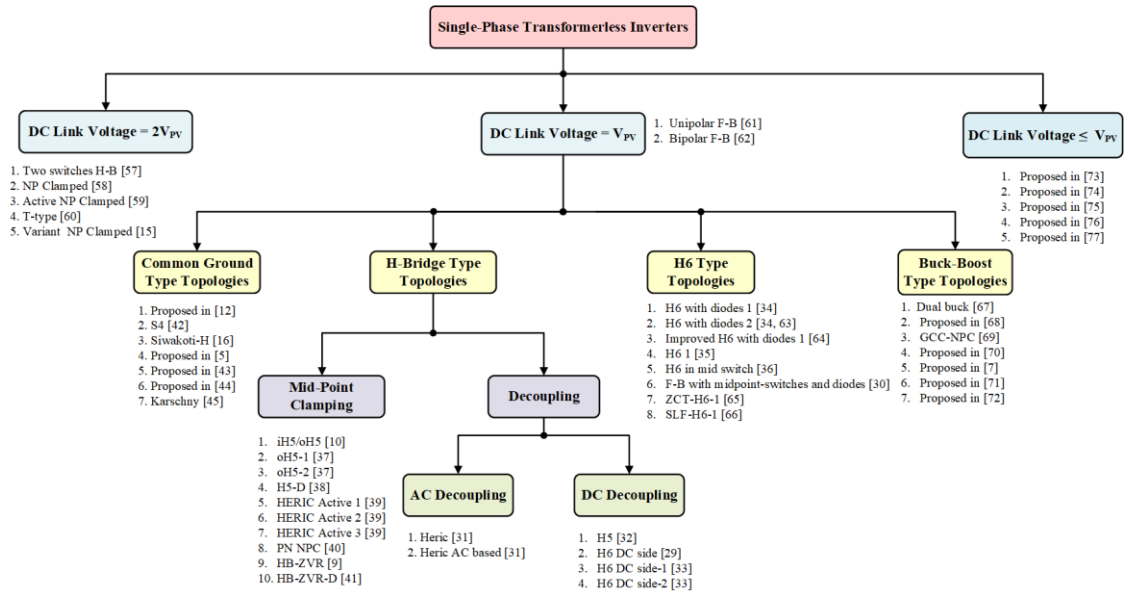 Single-Phase Transformerless Inverters
DC Link Voltage = 2VPV
1. Two switches H-B [57]
2. NP Clamped [58]
3. Active NP Clamped [59]
4. T-type [60]
5. Variant NP Clamped [15]
DC Link Voltage = VPV
1. Unipolar F-B [61]
2. Bipolar F-B [62]
DC Link Voltage ≤ VPV
1. Proposed in [73]
2. Proposed in [74]
3. Proposed in [75]
4. Proposed in [76]
5. Proposed in [77]
Common Ground
Type Topologies
1. Proposed in [12]
2. S4 [42]
3. Siwakoti-H [16]
4. Proposed in [5]
5. Proposed in [43]
6. Proposed in [44]
7. Karschny [45]
H-Bridge Type
Topologies
H6 Type
Topologies
1. H6 with diodes 1 [34]
2. H6 with diodes 2 [34, 63]
3. Improved H6 with diodes 1 [64]
4. H6 1 [35]
5. H6 in mid switch [36]
6. F-B with midpoint-switches and diodes [30]
7. ZCT-H6-1 [65]
8. SLF-H6-1 [66]
Buck-Boost
Type Topologies
1. Dual buck [67]
2. Proposed in [68]
3. GCC-NPC [69]
4. Proposed in [70]
5. Proposed in [7]
6. Proposed in [71]
7. Proposed in [72]
Mid-Point
Clamping
1. iH5/oH5 [10]
2. oH5-1 [37]
3. oH5-2 [37]
4. H5-D [38]
5. HERIC Active 1 [39]
6. HERIC Active 2 [39]
7. HERIC Active 3 [39]
8. PN NPC [40]
9. HB-ZVR [9]
10. HB-ZVR-D [41]
Decoupling
AC Decoupling
1. Heric [31]
2. Heric AC based [31]
DC Decoupling
1. H5 [32]
2. H6 DC side [29]
3. H6 DC side-1 [33]
4. H6 DC side-2 [33]